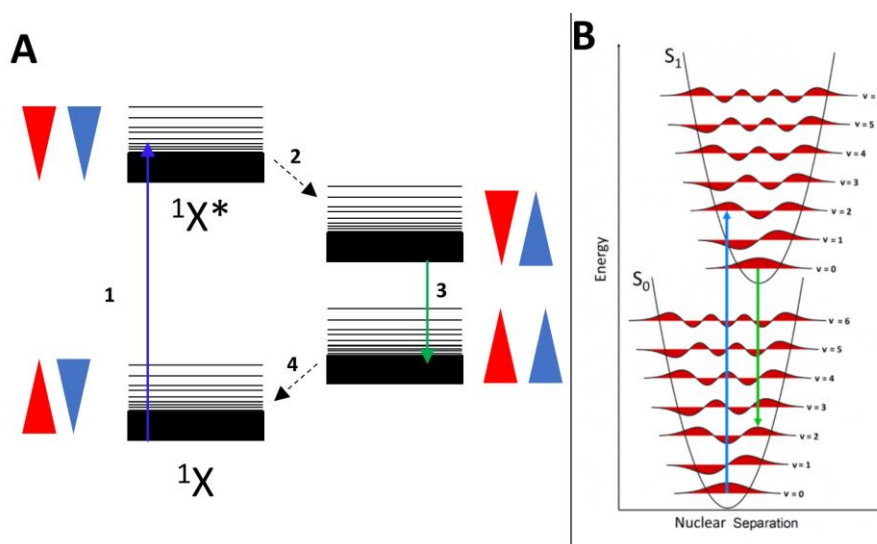 A
1
2
3
4
¹X*
¹X
B
S₁
v =
v = 5
v = 4
v = 3
v = 2
v = 1
v = 0
Energy
S₀
v = 6
v = 5
v = 4
v = 3
v = 2
v = 1
v = 0
Nuclear Separation